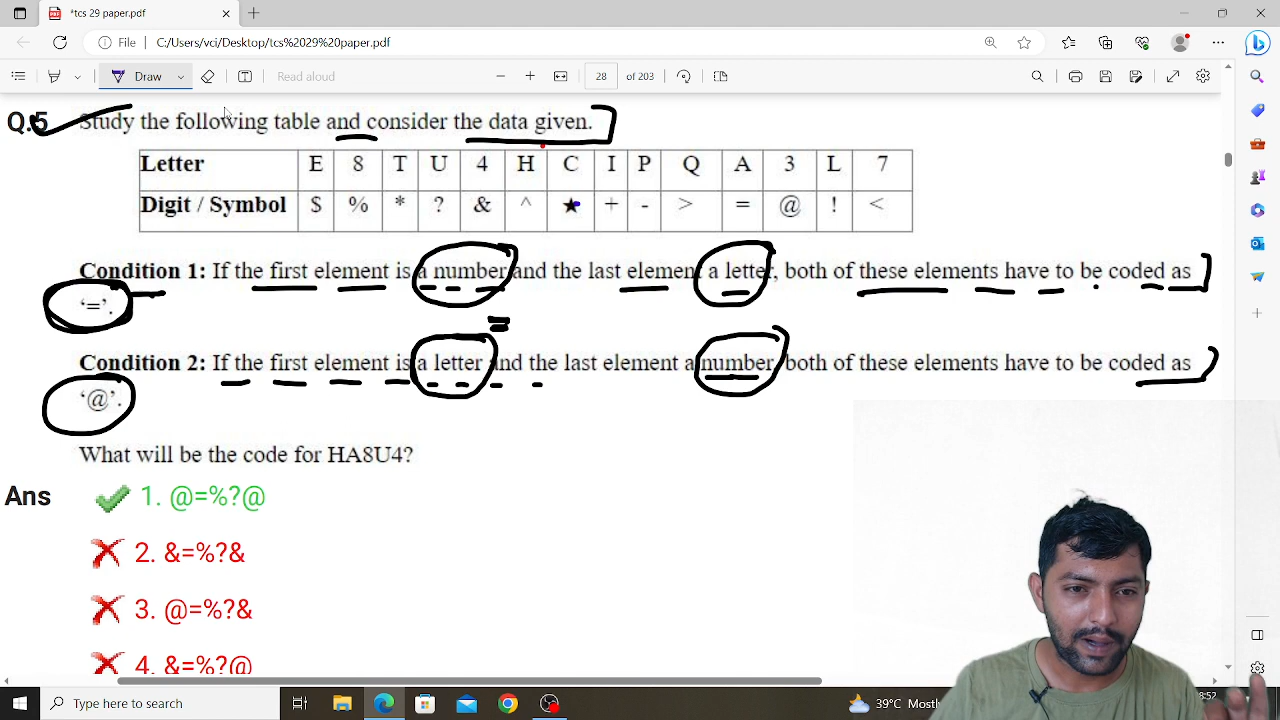 *tcs 29 paper.pdf
File C:/Users/vci/Desktop/tcs%2029%20paper.pdf
Draw Read aloud 28 of 203
Q.5 Study the following table and consider the data given.
Letter E 8 T U 4 H C I P Q A 3 L 7
Digit / Symbol $ % * ? & ^ ★ + - > = @ ! <
Condition 1: If the first element is a number and the last element a letter, both of these elements have to be coded as
‘=’.
Condition 2: If the first element is a letter and the last element a number, both of these elements have to be coded as
‘@’.
What will be the code for HA8U4?
Ans 1. @=%?@
2. &=%?&
3. @=%?&
4. &=%?@
Type here to search 39°C Mostl 8:52